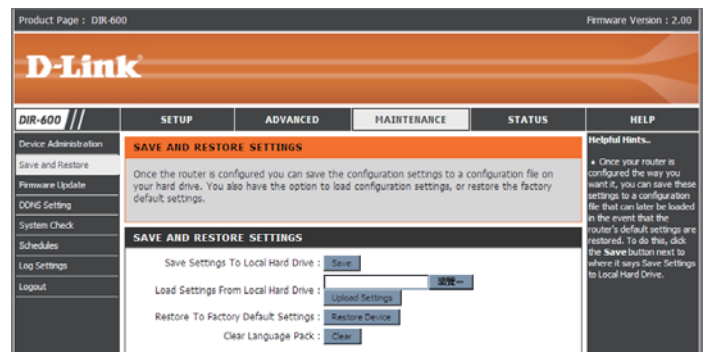 Product Page : DIR-600
Firmware Version : 2.00
D-Link
DIR-600
SETUP
ADVANCED
MAINTENANCE
STATUS
HELP
Device Administration
Save and Restore
Firmware Update
DDNS Setting
System Check
Schedules
Log Settings
Logout
SAVE AND RESTORE SETTINGS
Once the router is configured you can save the configuration settings to a configuration file on
your hard drive. You also have the option to load configuration settings, or restore the factory
default settings.
SAVE AND RESTORE SETTINGS
Save Settings To Local Hard Drive : Save
Load Settings From Local Hard Drive :
瀏覽…
Upload Settings
Restore To Factory Default Settings : Restore Device
Clear Language Pack : Clear
Helpful Hints..
• Once your router is
configured the way you
want it, you can save these
settings to a configuration
file that can later be loaded
in the event that the
router's default settings are
restored. To do this, click
the Save button next to
where it says Save Settings
to Local Hard Drive.